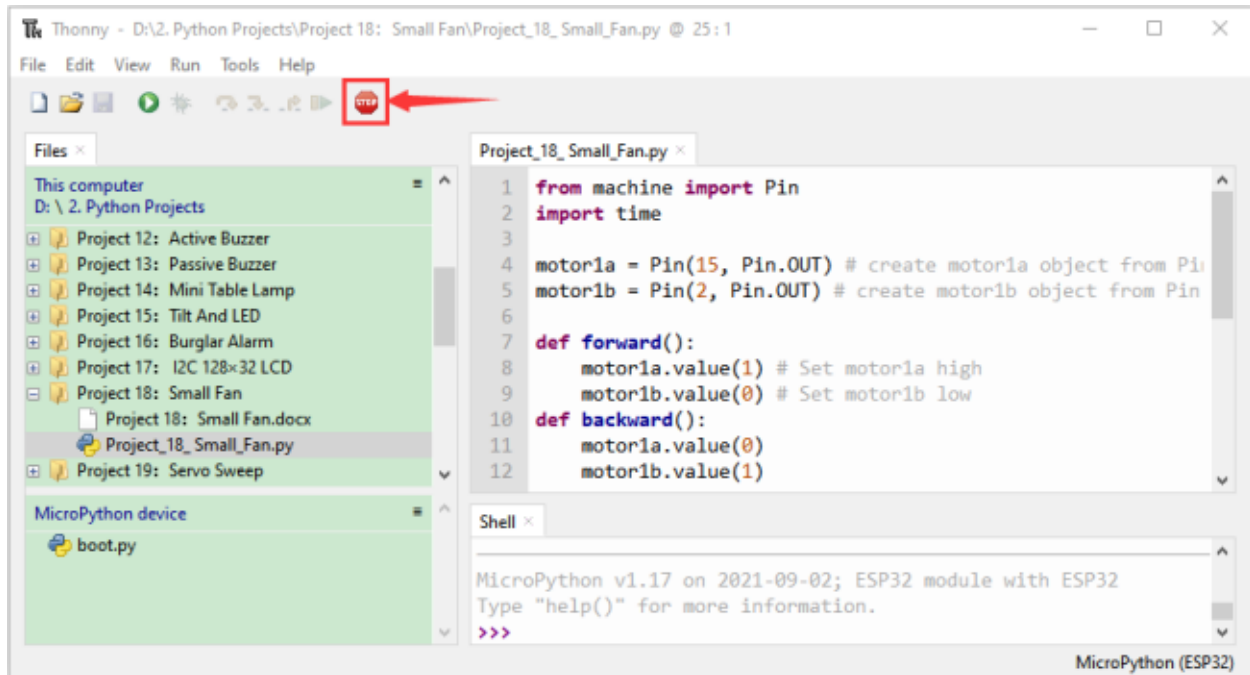 Thonny - D:\2. Python Projects\Project 18: Small Fan\Project_18_ Small_Fan.py @ 25 : 1
File Edit View Run Tools Help
STOP
Files ×
This computer
D: \ 2. Python Projects
Project 12: Active Buzzer
Project 13: Passive Buzzer
Project 14: Mini Table Lamp
Project 15: Tilt And LED
Project 16: Burglar Alarm
Project 17: I2C 128×32 LCD
Project 18: Small Fan
Project 18: Small Fan.docx
Project_18_ Small_Fan.py
Project 19: Servo Sweep
MicroPython device
boot.py
Project_18_ Small_Fan.py ×
1 from machine import Pin
2 import time
3
4 motor1a = Pin(15, Pin.OUT) # create motor1a object from Pi
5 motor1b = Pin(2, Pin.OUT) # create motor1b object from Pin
6
7 def forward():
8     motor1a.value(1) # Set motor1a high
9     motor1b.value(0) # Set motor1b low
10 def backward():
11     motor1a.value(0)
12     motor1b.value(1)
Shell ×
MicroPython v1.17 on 2021-09-02; ESP32 module with ESP32
Type "help()" for more information.
>>>
MicroPython (ESP32)